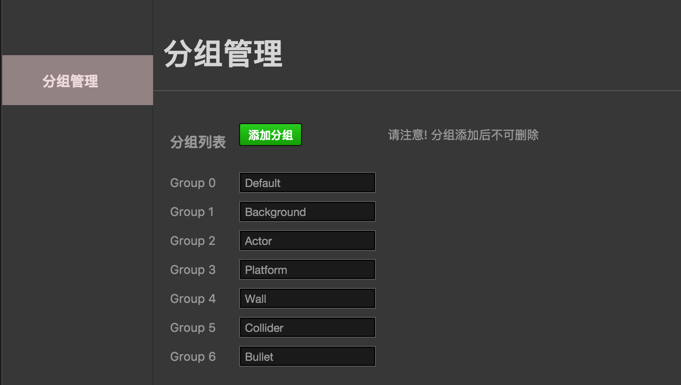 分组管理
分组管理
分组列表 添加分组 请注意! 分组添加后不可删除
Group 0 Default
Group 1 Background
Group 2 Actor
Group 3 Platform
Group 4 Wall
Group 5 Collider
Group 6 Bullet